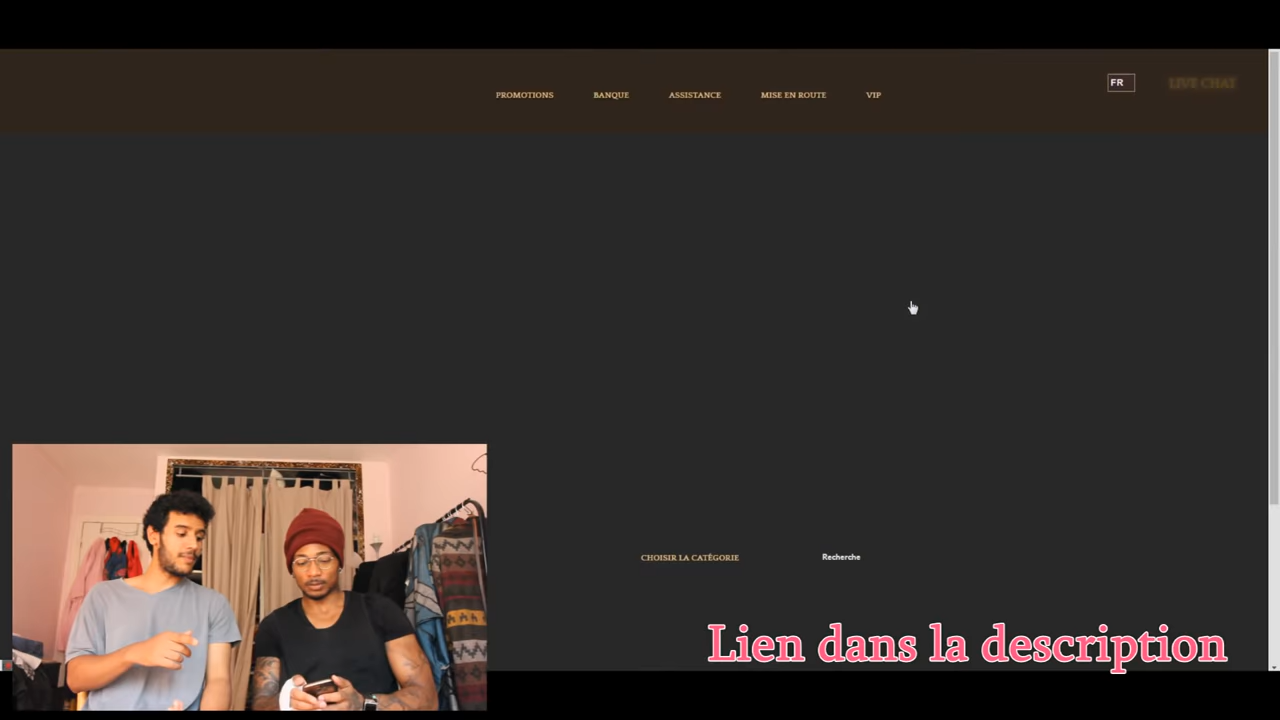 PROMOTIONS BANQUE ASSISTANCE MISE EN ROUTE VIP
FR
LIVE CHAT
CHOISIR LA CATÉGORIE
Recherche
Lien dans la description